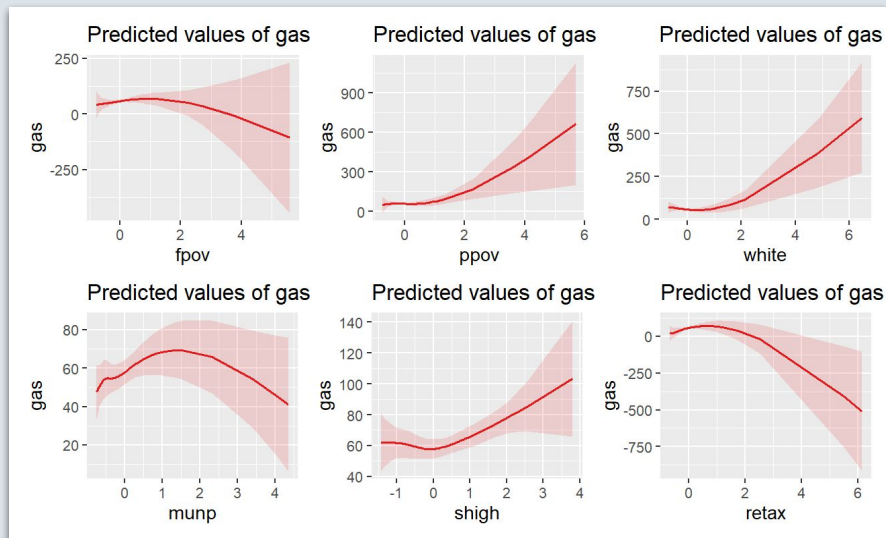 Predicted values of gas
250
0
-250
gas
0
2
4
fpov
Predicted values of gas
900
600
300
0
gas
0
2
4
ppov
Predicted values of gas
750
500
250
0
gas
0
2
4
6
white
Predicted values of gas
80
60
40
20
gas
0
1
2
3
4
munp
Predicted values of gas
140
120
100
80
60
40
gas
-1
0
1
2
3
4
shigh
Predicted values of gas
0
-250
-500
-750
gas
0
2
4
6
retax